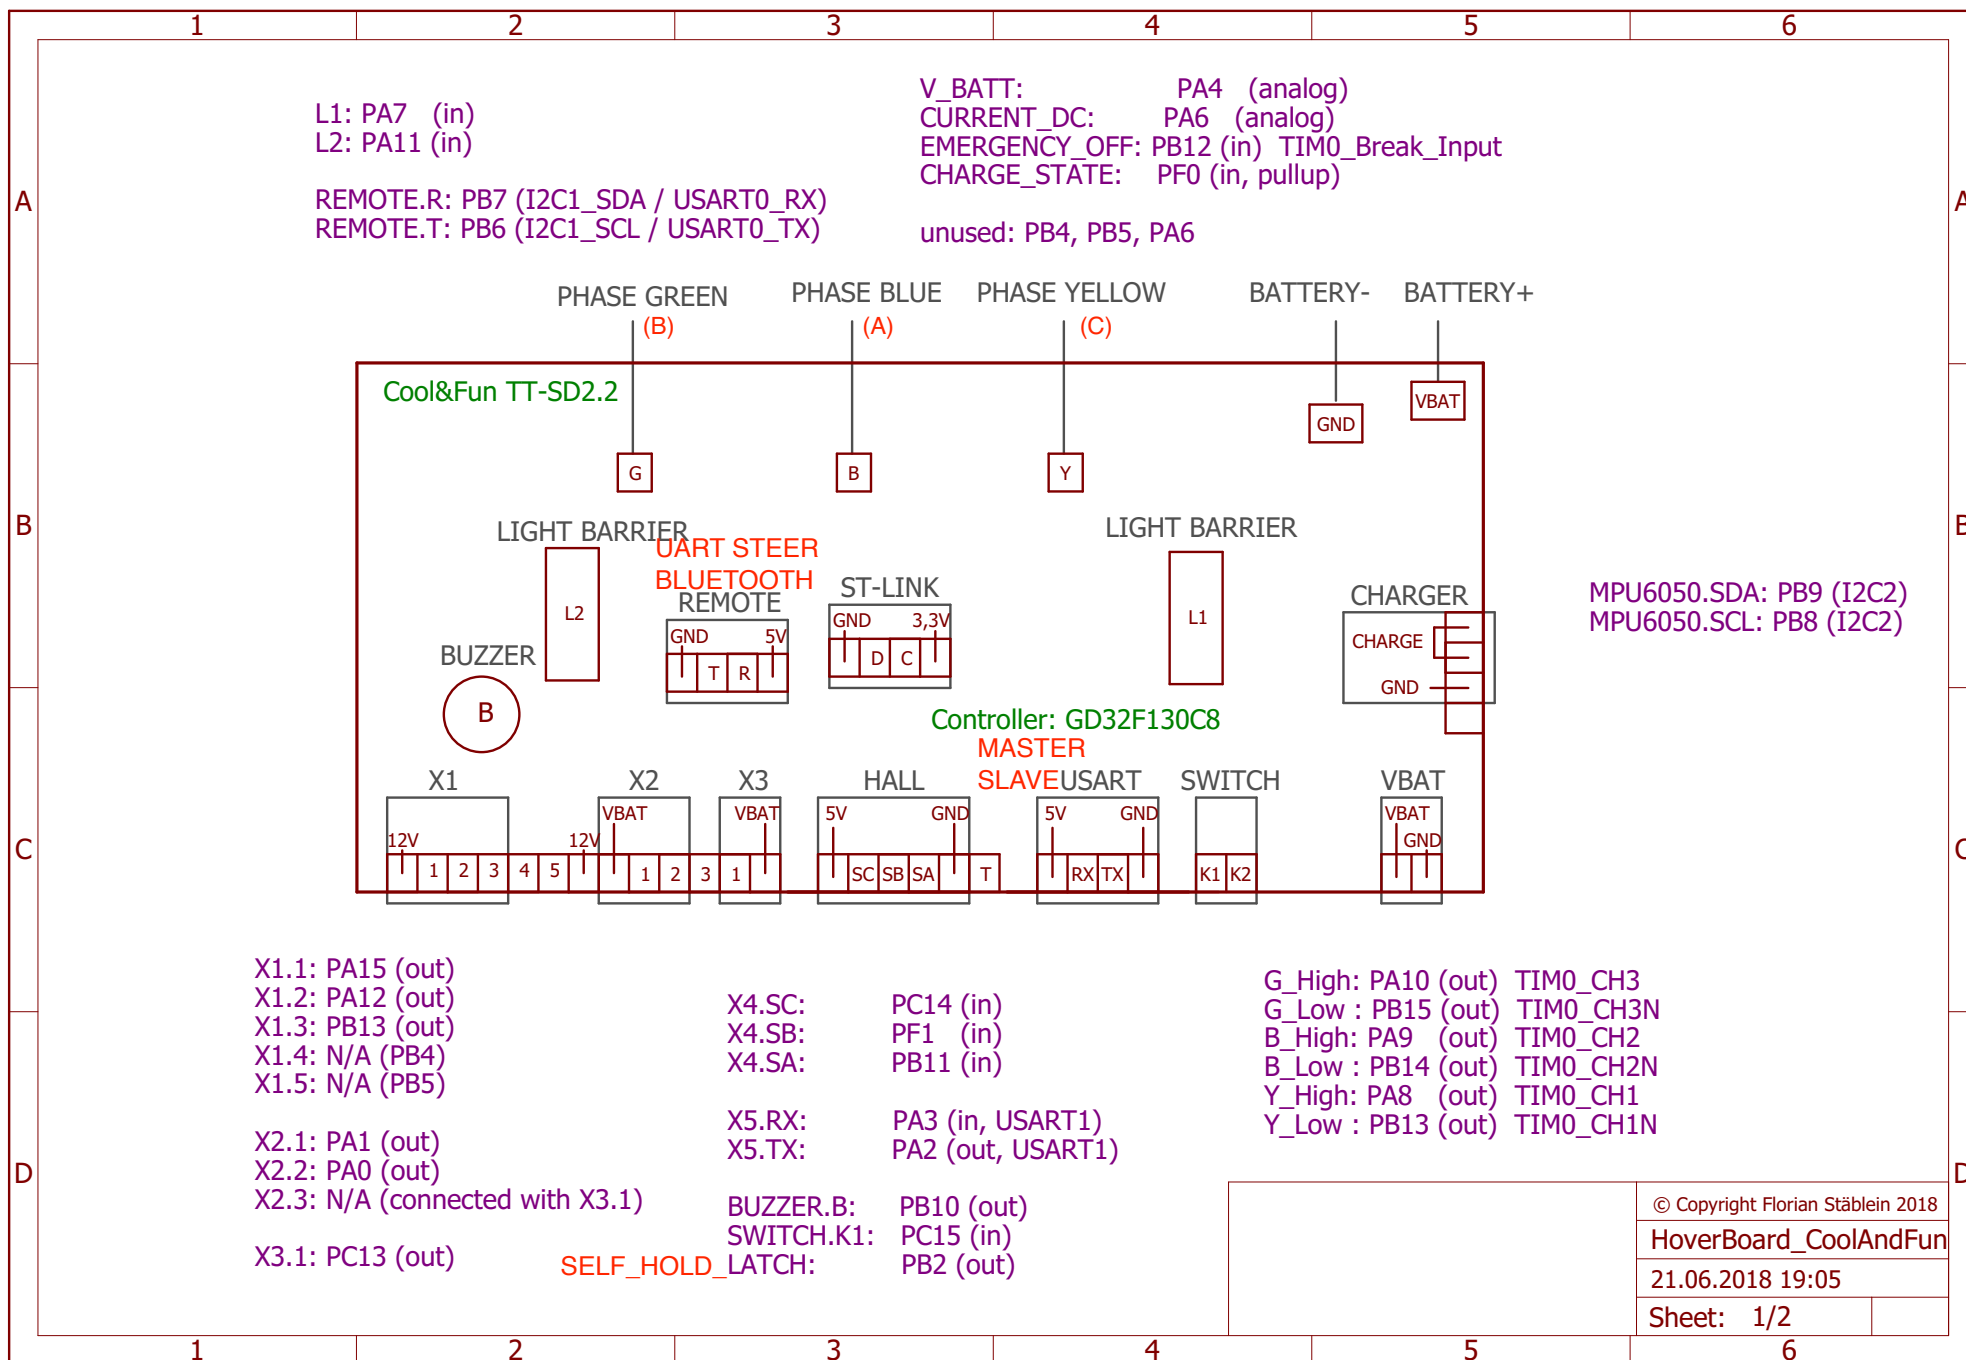 1 2 3 4 5 6
A A
L1: PA7 (in)
L2: PA11 (in)
REMOTE.R: PB7 (I2C1_SDA / USART0_RX)
REMOTE.T: PB6 (I2C1_SCL / USART0_TX)
V_BATT: PA4 (analog)
CURRENT_DC: PA6 (analog)
EMERGENCY_OFF: PB12 (in) TIM0_Break_Input
CHARGE_STATE: PF0 (in, pullup)
unused: PB4, PB5, PA6
PHASE GREEN PHASE BLUE PHASE YELLOW BATTERY- BATTERY+
(B) (A) (C)
Cool&Fun TT-SD2.2
VBAT
GND
G B Y
B B
LIGHT BARRIER LIGHT BARRIER
UART STEER
BLUETOOTH
REMOTE ST-LINK CHARGER
MPU6050.SDA: PB9 (I2C2)
MPU6050.SCL: PB8 (I2C2)
L2 L1
GND 5V
T R
GND 3,3V
D C
CHARGE
GND
BUZZER
B
Controller: GD32F130C8
MASTER
SLAVE
X1 X2 X3 HALL USART SWITCH VBAT
12V 12V VBAT VBAT 5V GND 5V GND VBAT
GND
1 2 3 4 5 1 2 3 1 SC SB SA T RX TX K1 K2
C C
X1.1: PA15 (out)
X1.2: PA12 (out)
X1.3: PB13 (out)
X1.4: N/A (PB4)
X1.5: N/A (PB5)
X2.1: PA1 (out)
X2.2: PA0 (out)
X2.3: N/A (connected with X3.1)
X3.1: PC13 (out)
X4.SC: PC14 (in)
X4.SB: PF1 (in)
X4.SA: PB11 (in)
X5.RX: PA3 (in, USART1)
X5.TX: PA2 (out, USART1)
BUZZER.B: PB10 (out)
SWITCH.K1: PC15 (in)
SELF_HOLD_LATCH: PB2 (out)
G_High: PA10 (out) TIM0_CH3
G_Low : PB15 (out) TIM0_CH3N
B_High: PA9 (out) TIM0_CH2
B_Low : PB14 (out) TIM0_CH2N
Y_High: PA8 (out) TIM0_CH1
Y_Low : PB13 (out) TIM0_CH1N
D D
© Copyright Florian Stäblein 2018
HoverBoard_CoolAndFun
21.06.2018 19:05
Sheet: 1/2
1 2 3 4 5 6